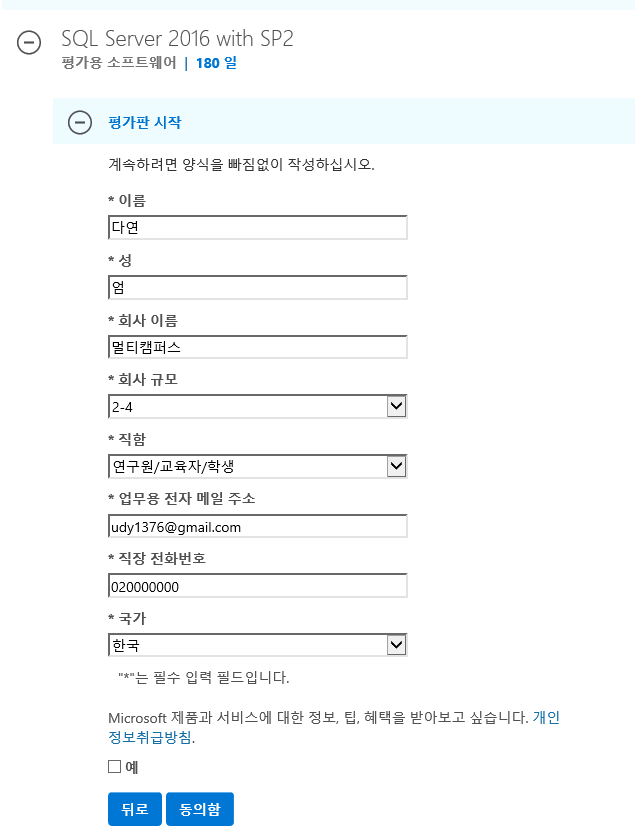 SQL Server 2016 with SP2
평가용 소프트웨어 | 180 일
평가판 시작
계속하려면 양식을 빠짐없이 작성하십시오.
* 이름
다연
* 성
엄
* 회사 이름
멀티캠퍼스
* 회사 규모
2-4
* 직함
연구원/교육자/학생
* 업무용 전자 메일 주소
udy1376@gmail.com
* 직장 전화번호
020000000
* 국가
한국
"*"는 필수 입력 필드입니다.
Microsoft 제품과 서비스에 대한 정보, 팁, 혜택을 받아보고 싶습니다. 개인
정보취급방침.
예
뒤로 동의함